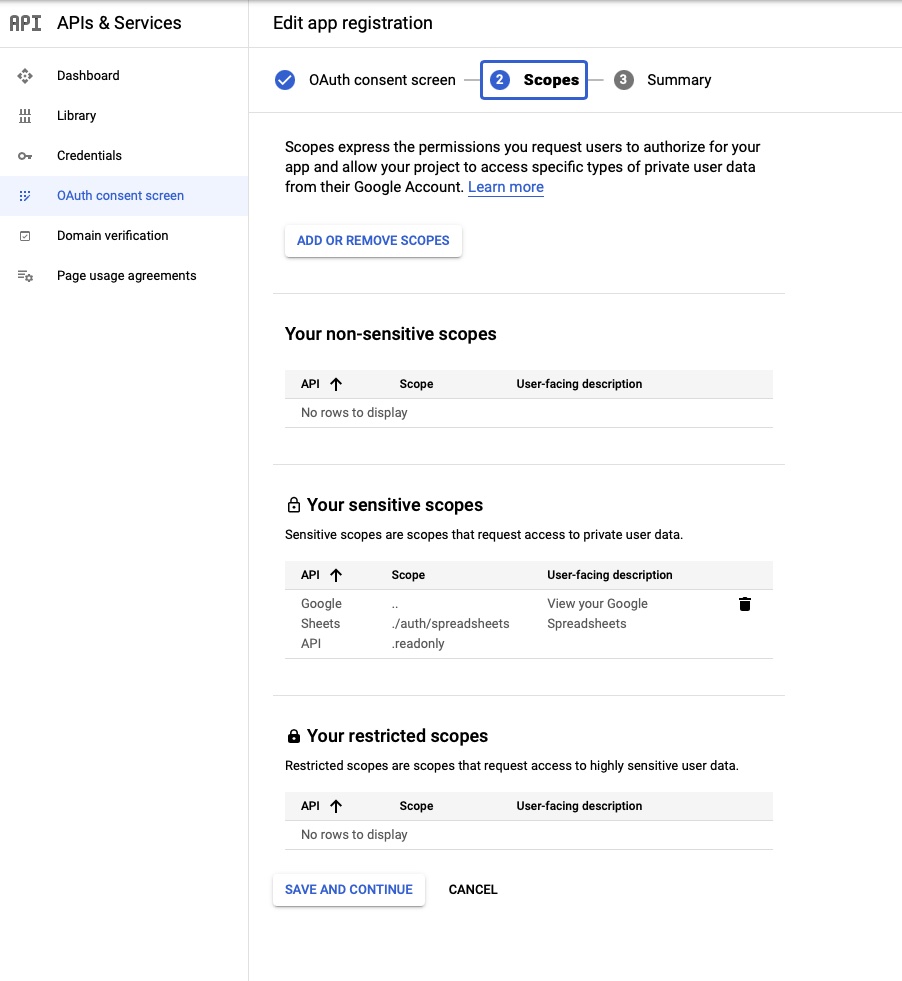 API APIs & Services
Edit app registration
Dashboard
Library
Credentials
OAuth consent screen
Domain verification
Page usage agreements
OAuth consent screen
2 Scopes
3 Summary
Scopes express the permissions you request users to authorize for your
app and allow your project to access specific types of private user data
from their Google Account. Learn more
ADD OR REMOVE SCOPES
Your non-sensitive scopes
API Scope User-facing description
No rows to display
Your sensitive scopes
Sensitive scopes are scopes that request access to private user data.
API Scope User-facing description
Google .. View your Google
Sheets ./auth/spreadsheets Spreadsheets
API .readonly
Your restricted scopes
Restricted scopes are scopes that request access to highly sensitive user data.
API Scope User-facing description
No rows to display
SAVE AND CONTINUE CANCEL